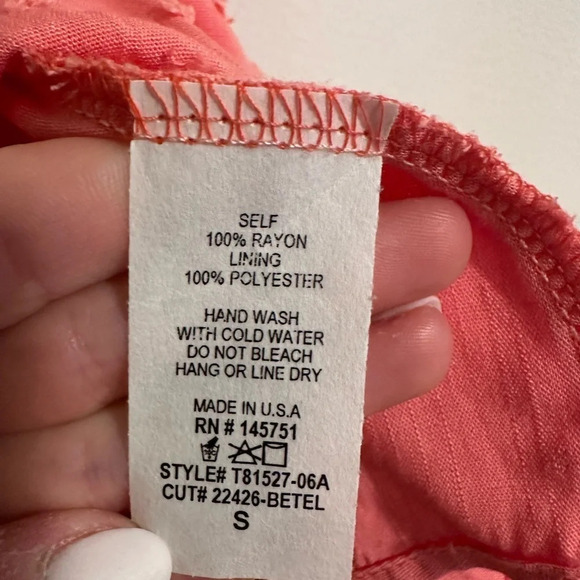 SELF
100% RAYON
LINING
100% POLYESTER
HAND WASH
WITH COLD WATER
DO NOT BLEACH
HANG OR LINE DRY
MADE IN U.S.A
RN # 145751
STYLE# T81527-06A
CUT# 22426-BETEL
S